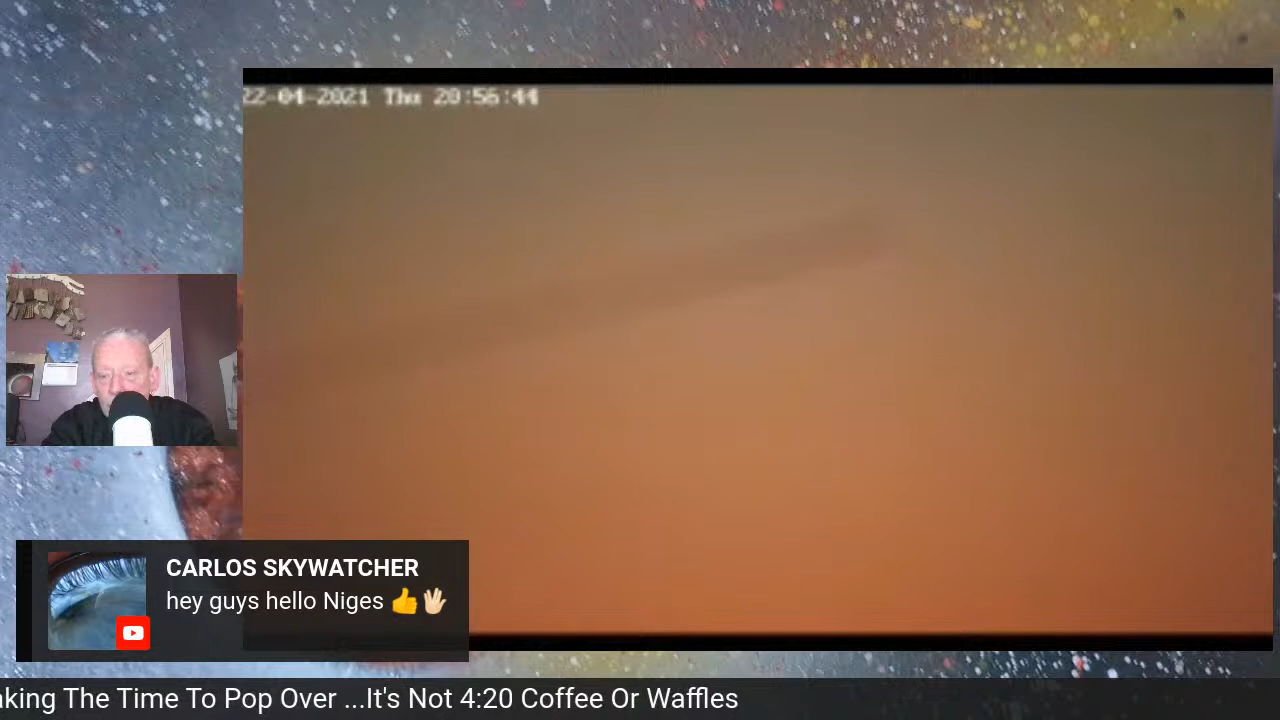 22-04-2021 Thu 20:56:44
CARLOS SKYWATCHER
hey guys hello Niges 👍🖖🏻
aking The Time To Pop Over ...It's Not 4:20 Coffee Or Waffles